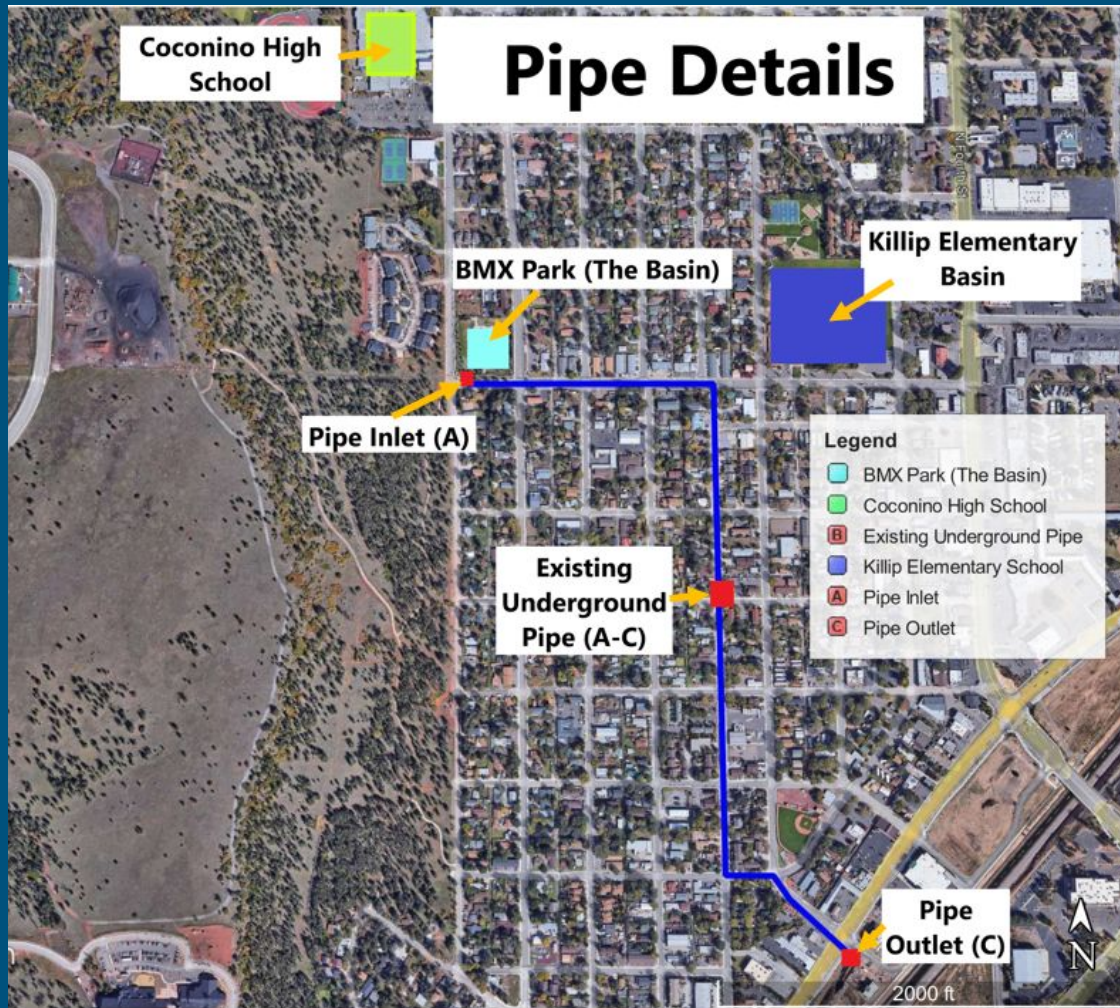 Coconino High
School
Pipe Details
N Fourth St
Killip Elementary
Basin
BMX Park (The Basin)
Pipe Inlet (A)
Legend
BMX Park (The Basin)
Coconino High School
B Existing Underground Pipe
Killip Elementary School
A Pipe Inlet
C Pipe Outlet
Existing
Underground
Pipe (A-C)
Pipe
Outlet (C)
N
2000 ft